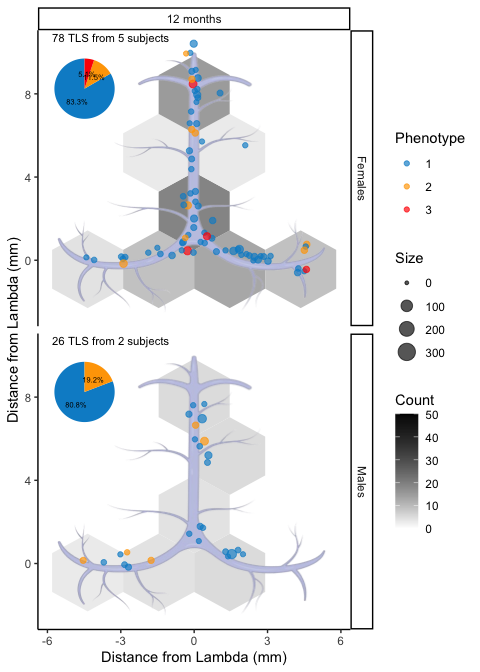 12 months
78 TLS from 5 subjects
83.3%
Females
8
4
0
Distance from Lambda (mm)
26 TLS from 2 subjects
19.2%
80.8%
Males
8
4
0
-6 -3 0 3 6
Distance from Lambda (mm)
Phenotype
1
2
3
Size
0
100
200
300
Count
50
40
30
20
10
0